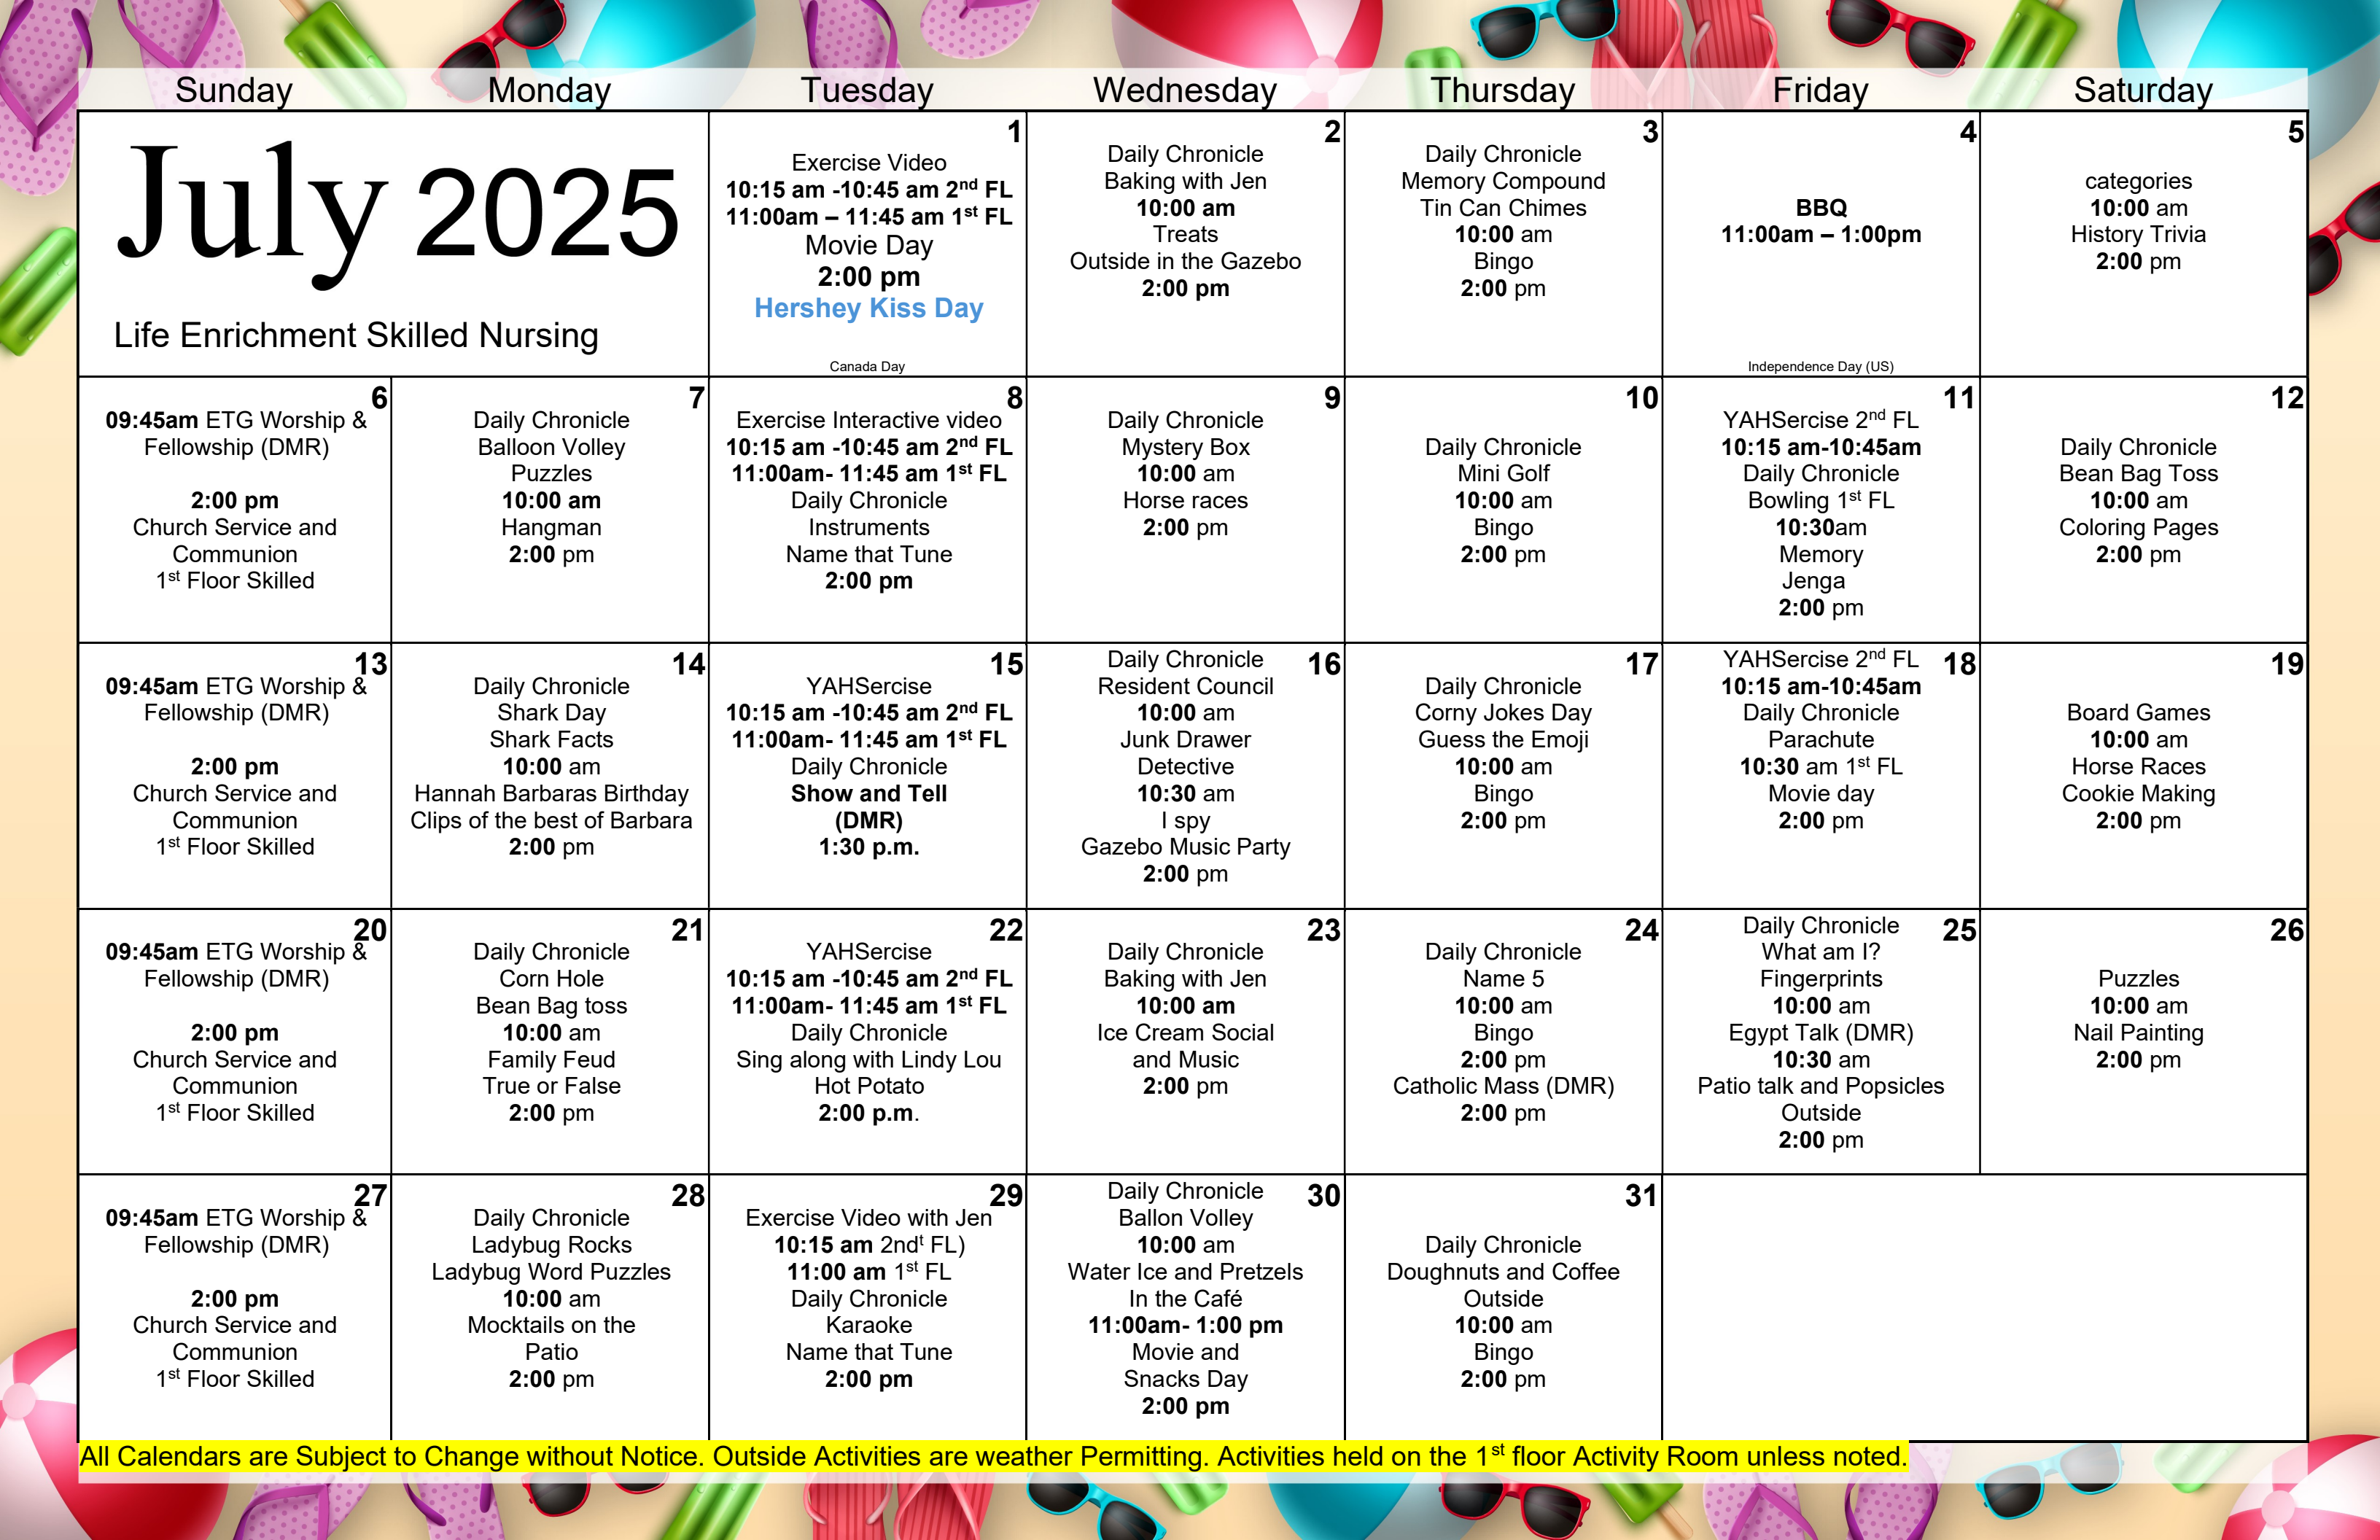 Sunday Monday Tuesday Wednesday Thursday Friday Saturday
July 2025
Life Enrichment Skilled Nursing
1
Exercise Video
10:15 am -10:45 am 2nd FL
11:00am – 11:45 am 1st FL
Movie Day
2:00 pm
Hershey Kiss Day
Canada Day
2
Daily Chronicle
Baking with Jen
10:00 am
Treats
Outside in the Gazebo
2:00 pm
3
Daily Chronicle
Memory Compound
Tin Can Chimes
10:00 am
Bingo
2:00 pm
4
BBQ
11:00am – 1:00pm
Independence Day (US)
5
categories
10:00 am
History Trivia
2:00 pm
6
09:45am ETG Worship &
Fellowship (DMR)
2:00 pm
Church Service and
Communion
1st Floor Skilled
7
Daily Chronicle
Balloon Volley
Puzzles
10:00 am
Hangman
2:00 pm
8
Exercise Interactive video
10:15 am -10:45 am 2nd FL
11:00am- 11:45 am 1st FL
Daily Chronicle
Instruments
Name that Tune
2:00 pm
9
Daily Chronicle
Mystery Box
10:00 am
Horse races
2:00 pm
10
Daily Chronicle
Mini Golf
10:00 am
Bingo
2:00 pm
11
YAHSercise 2nd FL
10:15 am-10:45am
Daily Chronicle
Bowling 1st FL
10:30am
Memory
Jenga
2:00 pm
12
Daily Chronicle
Bean Bag Toss
10:00 am
Coloring Pages
2:00 pm
13
09:45am ETG Worship &
Fellowship (DMR)
2:00 pm
Church Service and
Communion
1st Floor Skilled
14
Daily Chronicle
Shark Day
Shark Facts
10:00 am
Hannah Barbaras Birthday
Clips of the best of Barbara
2:00 pm
15
YAHSercise
10:15 am -10:45 am 2nd FL
11:00am- 11:45 am 1st FL
Daily Chronicle
Show and Tell
(DMR)
1:30 p.m.
16
Daily Chronicle
Resident Council
10:00 am
Junk Drawer
Detective
10:30 am
I spy
Gazebo Music Party
2:00 pm
17
Daily Chronicle
Corny Jokes Day
Guess the Emoji
10:00 am
Bingo
2:00 pm
18
YAHSercise 2nd FL
10:15 am-10:45am
Daily Chronicle
Parachute
10:30 am 1st FL
Movie day
2:00 pm
19
Board Games
10:00 am
Horse Races
Cookie Making
2:00 pm
20
09:45am ETG Worship &
Fellowship (DMR)
2:00 pm
Church Service and
Communion
1st Floor Skilled
21
Daily Chronicle
Corn Hole
Bean Bag toss
10:00 am
Family Feud
True or False
2:00 pm
22
YAHSercise
10:15 am -10:45 am 2nd FL
11:00am- 11:45 am 1st FL
Daily Chronicle
Sing along with Lindy Lou
Hot Potato
2:00 p.m.
23
Daily Chronicle
Baking with Jen
10:00 am
Ice Cream Social
and Music
2:00 pm
24
Daily Chronicle
Name 5
10:00 am
Bingo
2:00 pm
Catholic Mass (DMR)
2:00 pm
25
Daily Chronicle
What am I?
Fingerprints
10:00 am
Egypt Talk (DMR)
10:30 am
Patio talk and Popsicles
Outside
2:00 pm
26
Puzzles
10:00 am
Nail Painting
2:00 pm
27
09:45am ETG Worship &
Fellowship (DMR)
2:00 pm
Church Service and
Communion
1st Floor Skilled
28
Daily Chronicle
Ladybug Rocks
Ladybug Word Puzzles
10:00 am
Mocktails on the
Patio
2:00 pm
29
Exercise Video with Jen
10:15 am 2ndt FL)
11:00 am 1st FL
Daily Chronicle
Karaoke
Name that Tune
2:00 pm
30
Daily Chronicle
Ballon Volley
10:00 am
Water Ice and Pretzels
In the Café
11:00am- 1:00 pm
Movie and
Snacks Day
2:00 pm
31
Daily Chronicle
Doughnuts and Coffee
Outside
10:00 am
Bingo
2:00 pm
All Calendars are Subject to Change without Notice. Outside Activities are weather Permitting. Activities held on the 1st floor Activity Room unless noted.